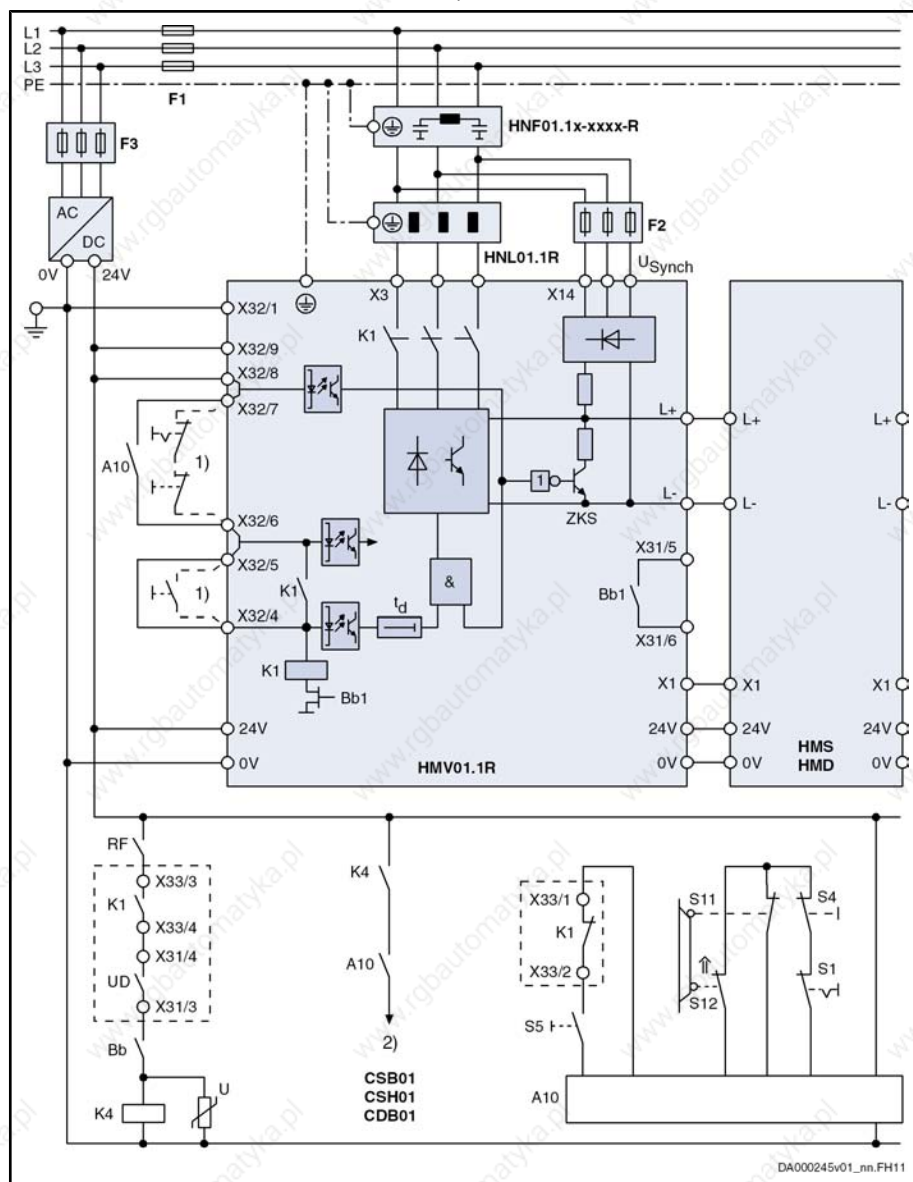 L1
L2
L3
PE
F1
F3
HNF01.1x-xxxx-R
AC
DC
F2
HNL01.1R
0V 24V
USynch
X3 X14
X32/1
K1
X32/9
X32/8
X32/7
L+ L+ L+
A10 1)
1
L- L- L-
ZKS
X32/6
X31/5
X32/5
K1
&
Bb1
1)
td
X32/4
X31/6
K1
X1 X1 X1
Bb1
24V 24V 24V 24V
0V HMV01.1R 0V 0V HMS HMD 0V
RF
X33/3
K1
X33/4
X31/4
UD
X31/3
Bb
U
K4
K4
A10
2)
CSB01
CSH01
CDB01
X33/1
K1
X33/2
S5
S11
S4
S1
S12
A10
DA000245v01_nn.FH11
www.rgbautomatyka.pl